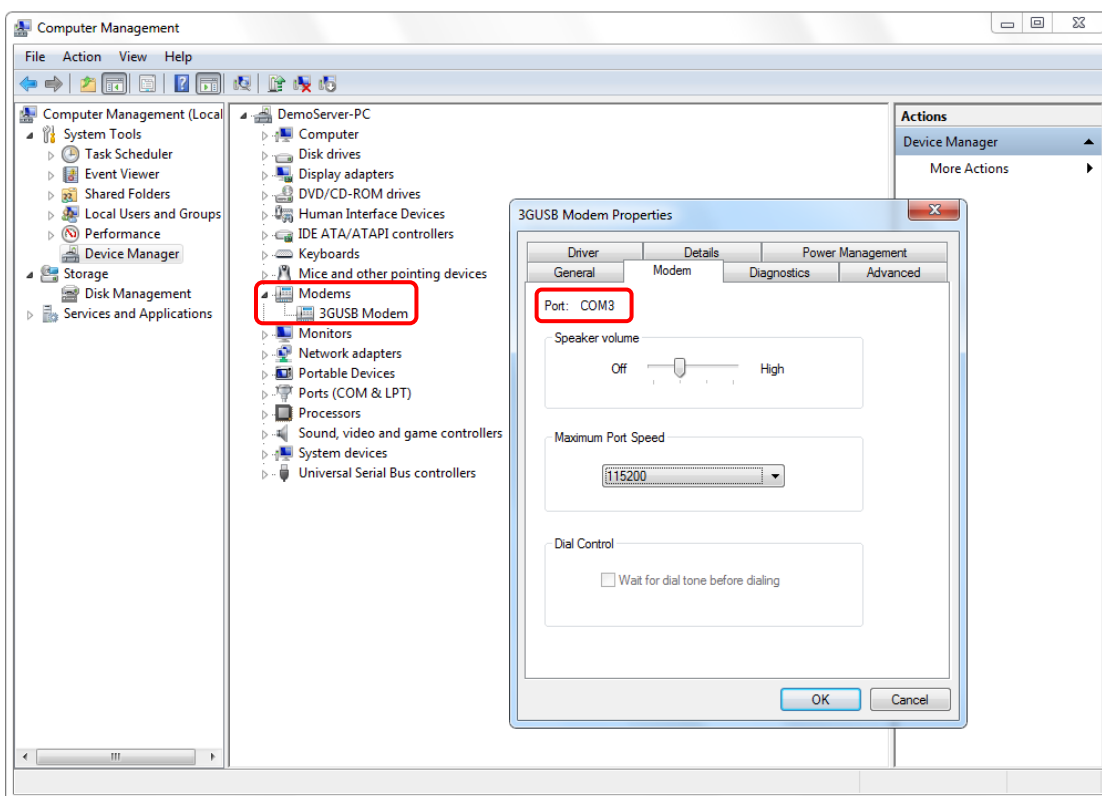 Computer Management
File Action View Help
Computer Management (Local
System Tools
Task Scheduler
Event Viewer
Shared Folders
Local Users and Groups
Performance
Device Manager
Storage
Disk Management
Services and Applications
DemoServer-PC
Computer
Disk drives
Display adapters
DVD/CD-ROM drives
Human Interface Devices
IDE ATA/ATAPI controllers
Keyboards
Mice and other pointing devices
Modems
3GUSB Modem
Monitors
Network adapters
Portable Devices
Ports (COM & LPT)
Processors
Sound, video and game controllers
System devices
Universal Serial Bus controllers
Actions
Device Manager
More Actions
3GUSB Modem Properties
Driver Details Power Management
General Modem Diagnostics Advanced
Port: COM3
Speaker volume
Off High
Maximum Port Speed
115200
Dial Control
Wait for dial tone before dialing
OK Cancel